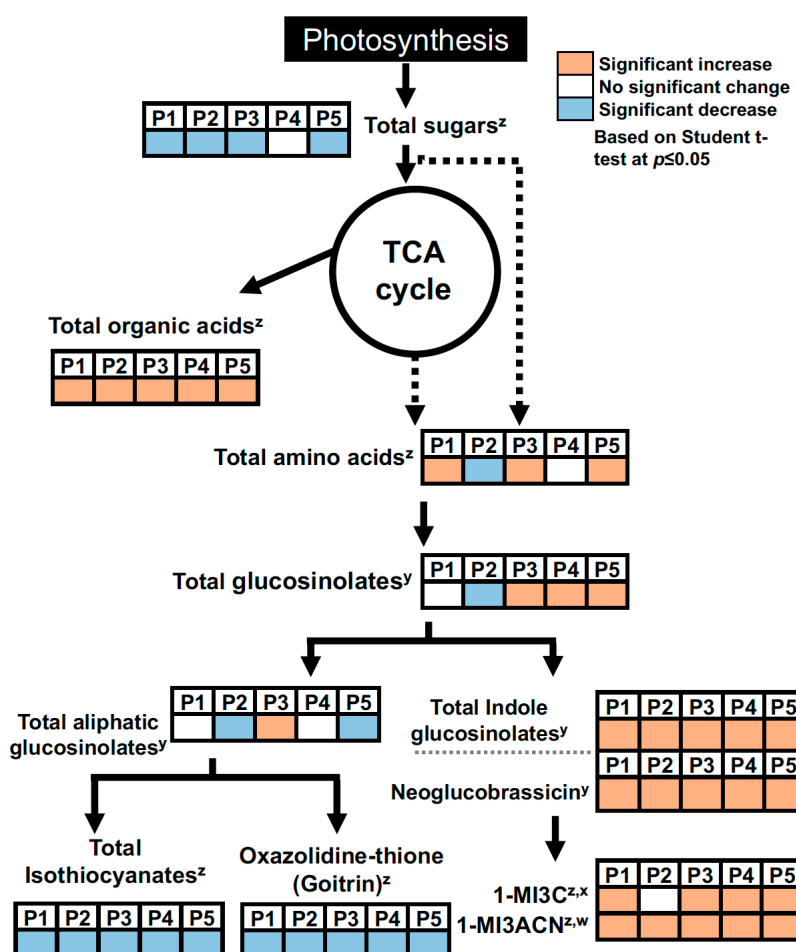 Photosynthesis
Significant increase
No significant change
Significant decrease
Based on Student t-
test at p≤0.05
P1 P2 P3 P4 P5
Total sugarsᶻ
TCA
cycle
Total organic acidsᶻ
P1 P2 P3 P4 P5
Total amino acidsᶻ
P1 P2 P3 P4 P5
Total glucosinolatesʸ
P1 P2 P3 P4 P5
Total aliphatic
glucosinolatesʸ
P1 P2 P3 P4 P5
Total Indole
glucosinolatesʸ
P1 P2 P3 P4 P5
Neoglucobrassicinʸ
P1 P2 P3 P4 P5
Total
Isothiocyanatesᶻ
P1 P2 P3 P4 P5
Oxazolidine-thione
(Goitrin)ᶻ
P1 P2 P3 P4 P5
1-MI3Cᶻ,ˣ
1-MI3ACNᶻ,ʷ
P1 P2 P3 P4 P5